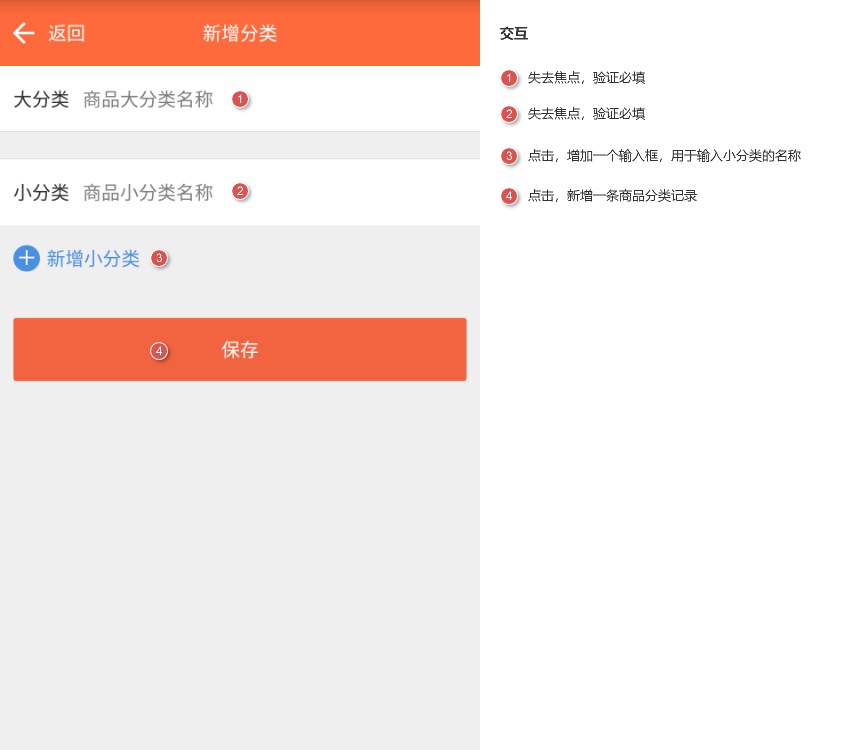 返回 新增分类
大分类 商品大分类名称 1
小分类 商品小分类名称 2
新增小分类 3
4 保存
交互
1 失去焦点，验证必填
2 失去焦点，验证必填
3 点击，增加一个输入框，用于输入小分类的名称
4 点击，新增一条商品分类记录